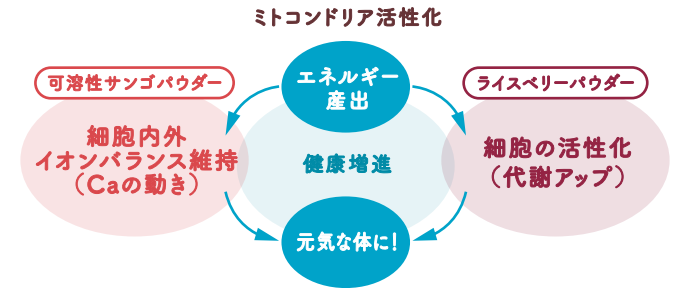 ミトコンドリア活性化
エネルギー
産出
可溶性サンゴパウダー
ライスベリーパウダー
細胞内外
イオンバランス維持
（Caの動き）
健康増進
細胞の活性化
（代謝アップ）
元気な体に!